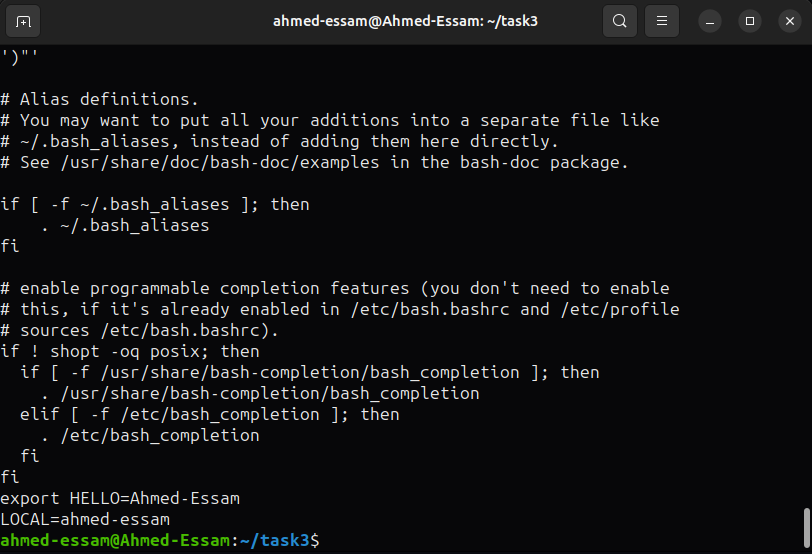 ahmed-essam@Ahmed-Essam: ~/task3
')"'
# Alias definitions.
# You may want to put all your additions into a separate file like
# ~/.bash_aliases, instead of adding them here directly.
# See /usr/share/doc/bash-doc/examples in the bash-doc package.
if [ -f ~/.bash_aliases ]; then
    . ~/.bash_aliases
fi
# enable programmable completion features (you don't need to enable
# this, if it's already enabled in /etc/bash.bashrc and /etc/profile
# sources /etc/bash.bashrc).
if ! shopt -oq posix; then
  if [ -f /usr/share/bash-completion/bash_completion ]; then
    . /usr/share/bash-completion/bash_completion
  elif [ -f /etc/bash_completion ]; then
    . /etc/bash_completion
  fi
fi
export HELLO=Ahmed-Essam
LOCAL=ahmed-essam
ahmed-essam@Ahmed-Essam:~/task3$